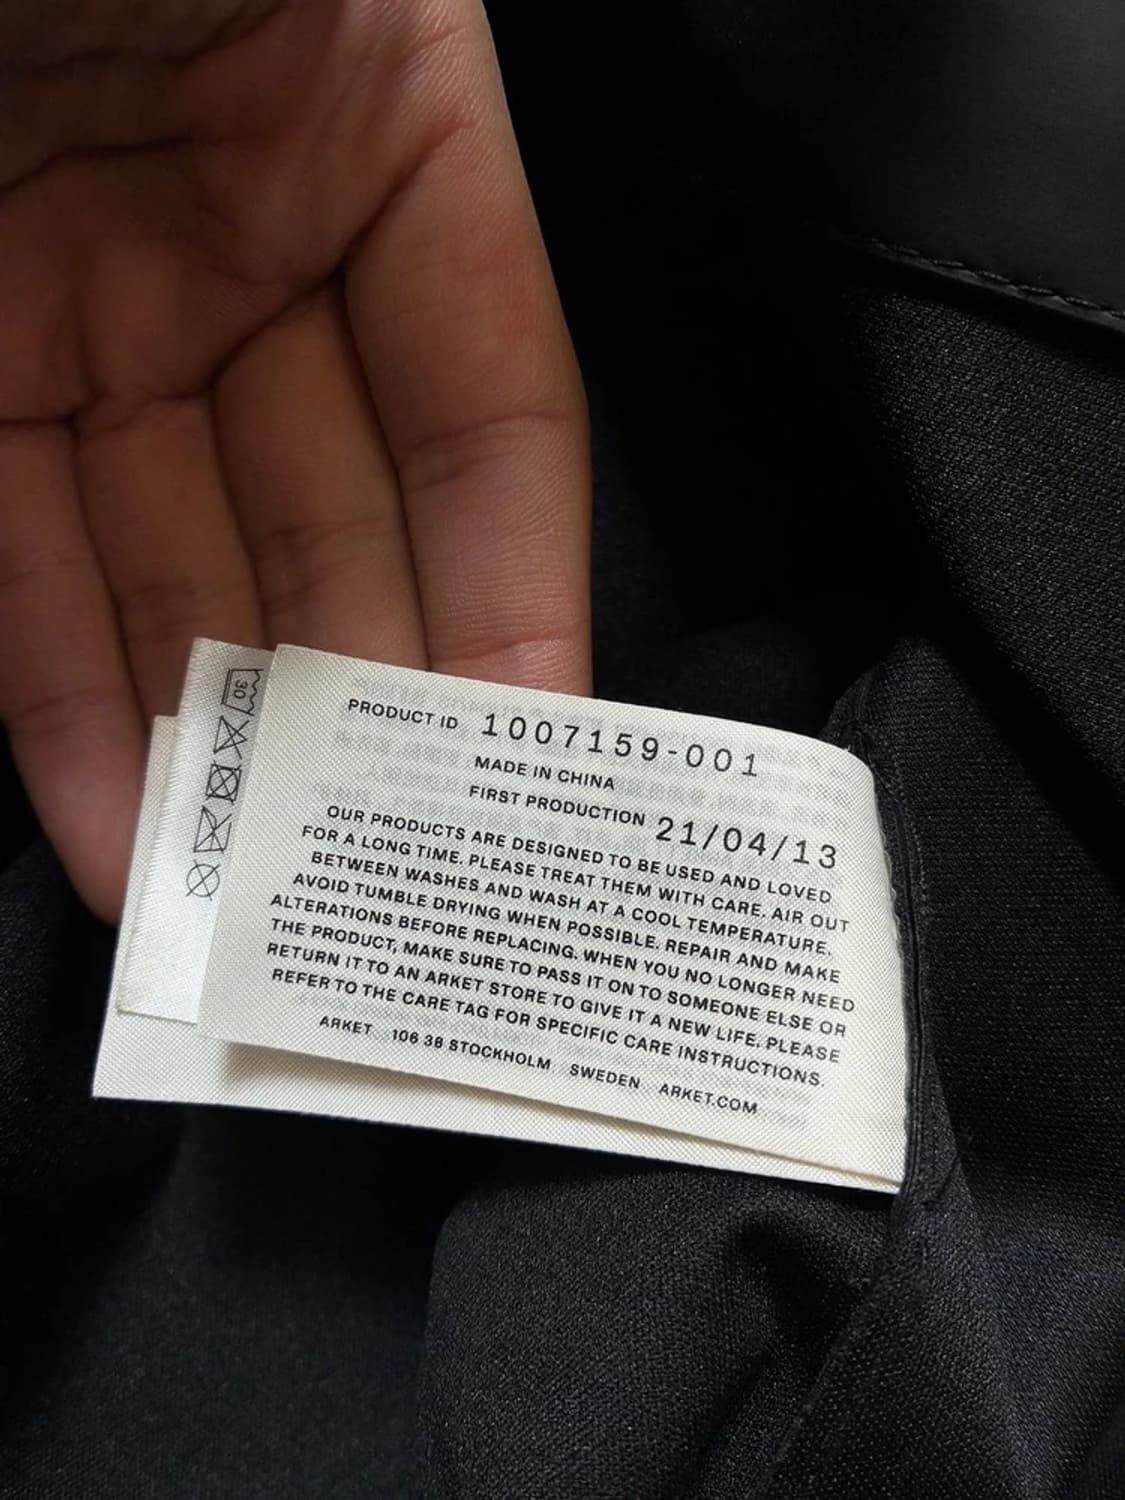 PRODUCT ID 1007159-001
MADE IN CHINA
FIRST PRODUCTION 21/04/13
OUR PRODUCTS ARE DESIGNED TO BE USED AND LOVED
FOR A LONG TIME. PLEASE TREAT THEM WITH CARE. AIR OUT
BETWEEN WASHES AND WASH AT A COOL TEMPERATURE.
AVOID TUMBLE DRYING WHEN POSSIBLE. REPAIR AND MAKE
ALTERATIONS BEFORE REPLACING. WHEN YOU NO LONGER NEED
THE PRODUCT, MAKE SURE TO PASS IT ON TO SOMEONE ELSE OR
RETURN IT TO AN ARKET STORE TO GIVE IT A NEW LIFE. PLEASE
REFER TO THE CARE TAG FOR SPECIFIC CARE INSTRUCTIONS.
ARKET 106 38 STOCKHOLM SWEDEN ARKET.COM
30